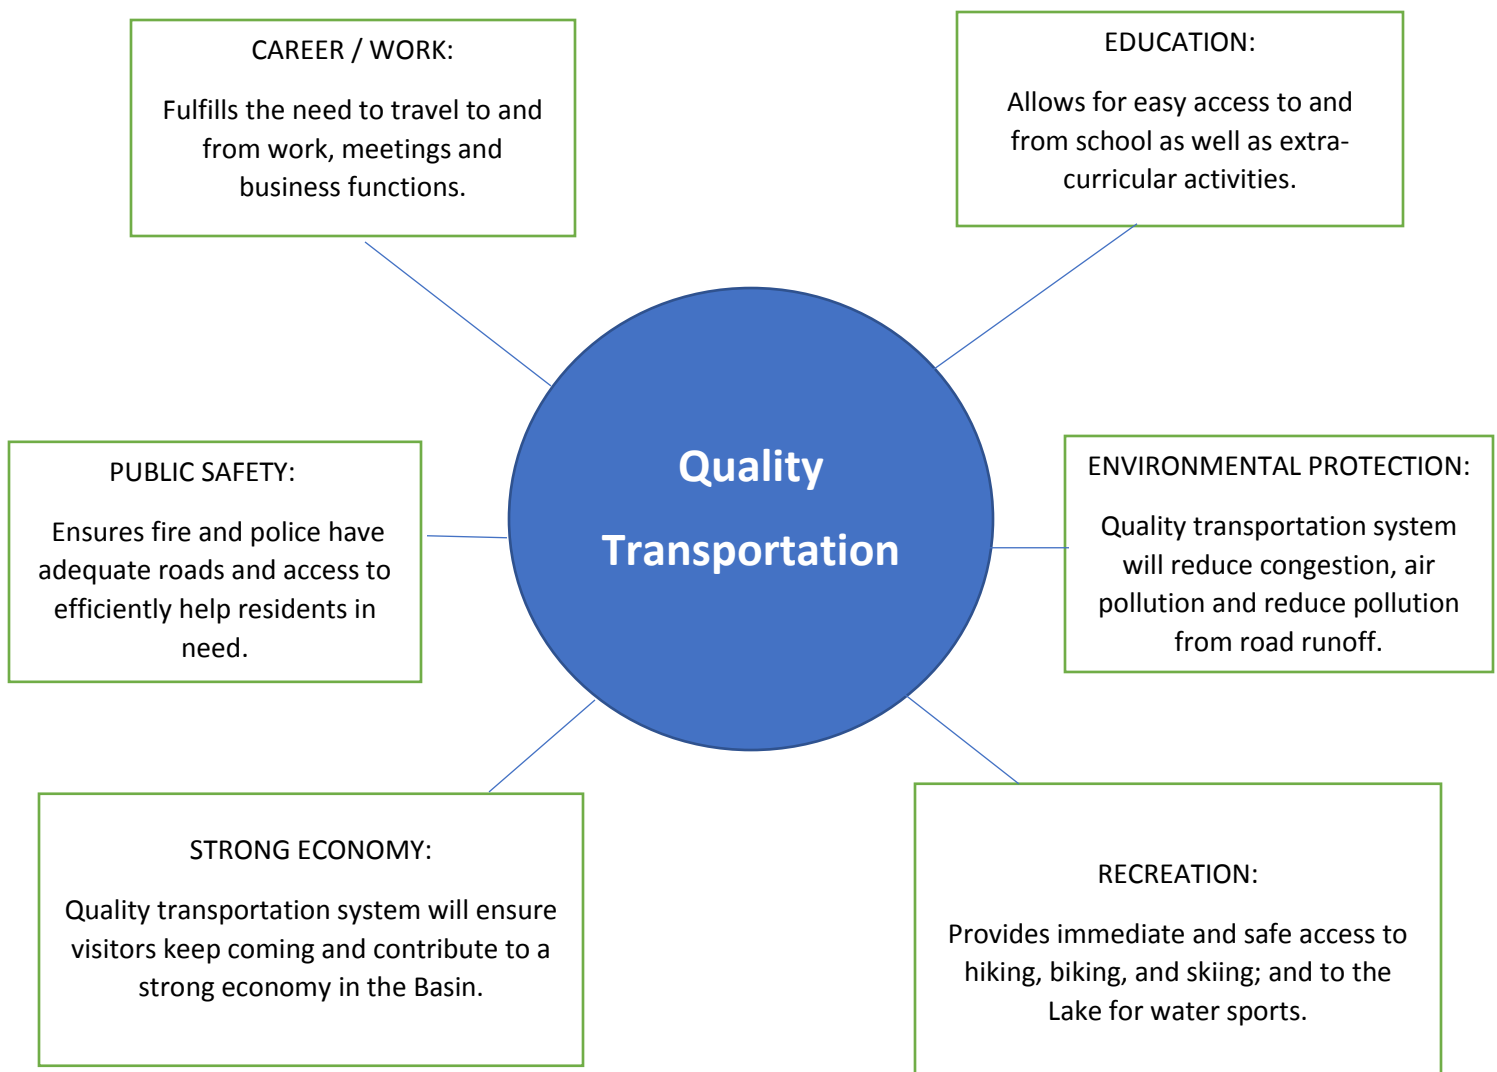 CAREER / WORK:
Fulfills the need to travel to and
from work, meetings and
business functions.
EDUCATION:
Allows for easy access to and
from school as well as extra-
curricular activities.
Quality
Transportation
PUBLIC SAFETY:
Ensures fire and police have
adequate roads and access to
efficiently help residents in
need.
ENVIRONMENTAL PROTECTION:
Quality transportation system
will reduce congestion, air
pollution and reduce pollution
from road runoff.
STRONG ECONOMY:
Quality transportation system will ensure
visitors keep coming and contribute to a
strong economy in the Basin.
RECREATION:
Provides immediate and safe access to
hiking, biking, and skiing; and to the
Lake for water sports.